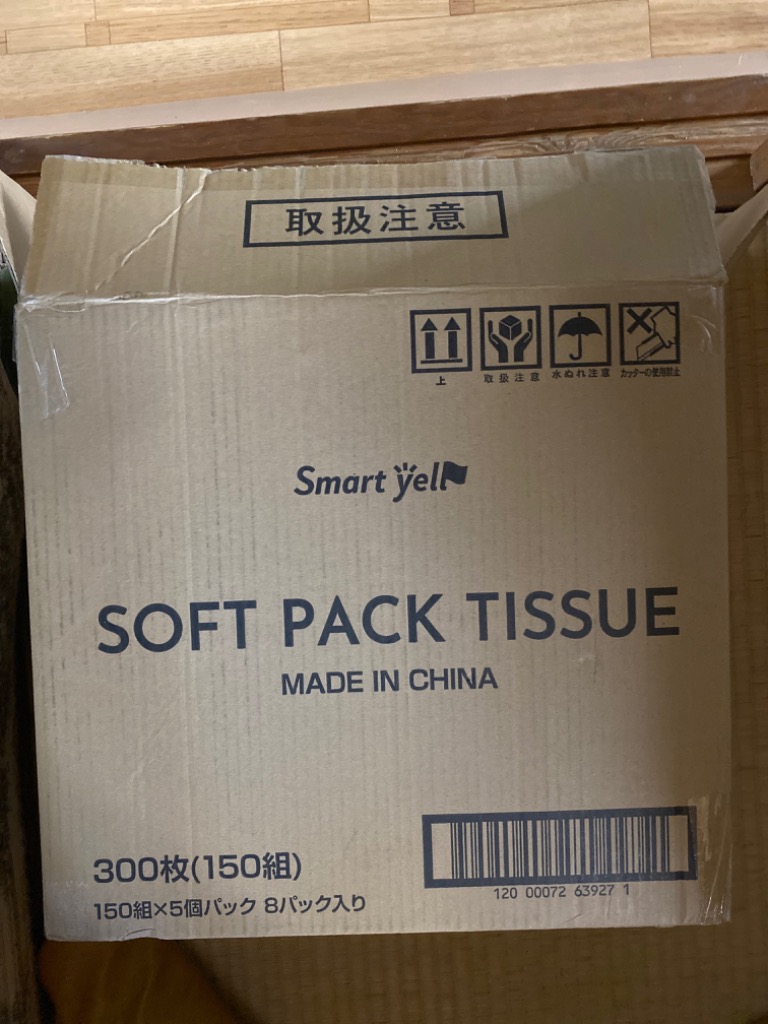 取扱注意
上 取扱注意 水ぬれ注意 カッターの使用禁止
Smart yell
SOFT PACK TISSUE
MADE IN CHINA
300枚(150組)
150組×5個パック 8パック入り
120 00072 63927 1